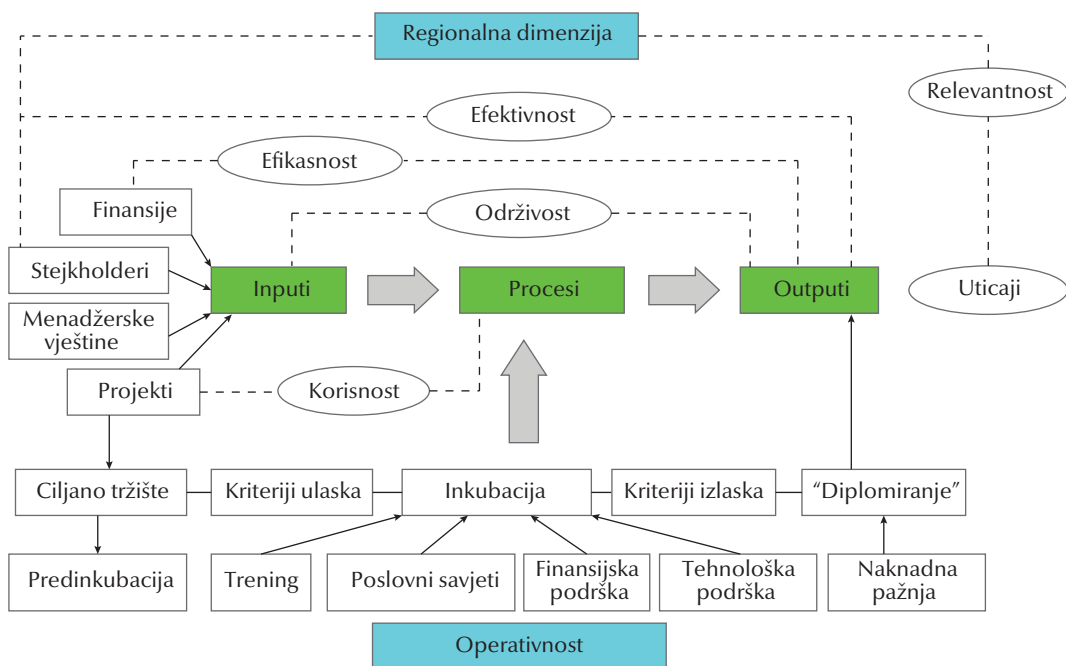 Regionalna dimenzija
Relevantnost
Efektivnost
Efikasnost
Finansije
Održivost
Stejkholderi
Inputi
Procesi
Outputi
Uticaji
Menadžerske
vještine
Projekti
Korisnost
Ciljano tržište
Kriteriji ulaska
Inkubacija
Kriteriji izlaska
“Diplomiranje”
Predinkubacija
Trening
Poslovni savjeti
Finansijska
podrška
Tehnološka
podrška
Naknadna
pažnja
Operativnost